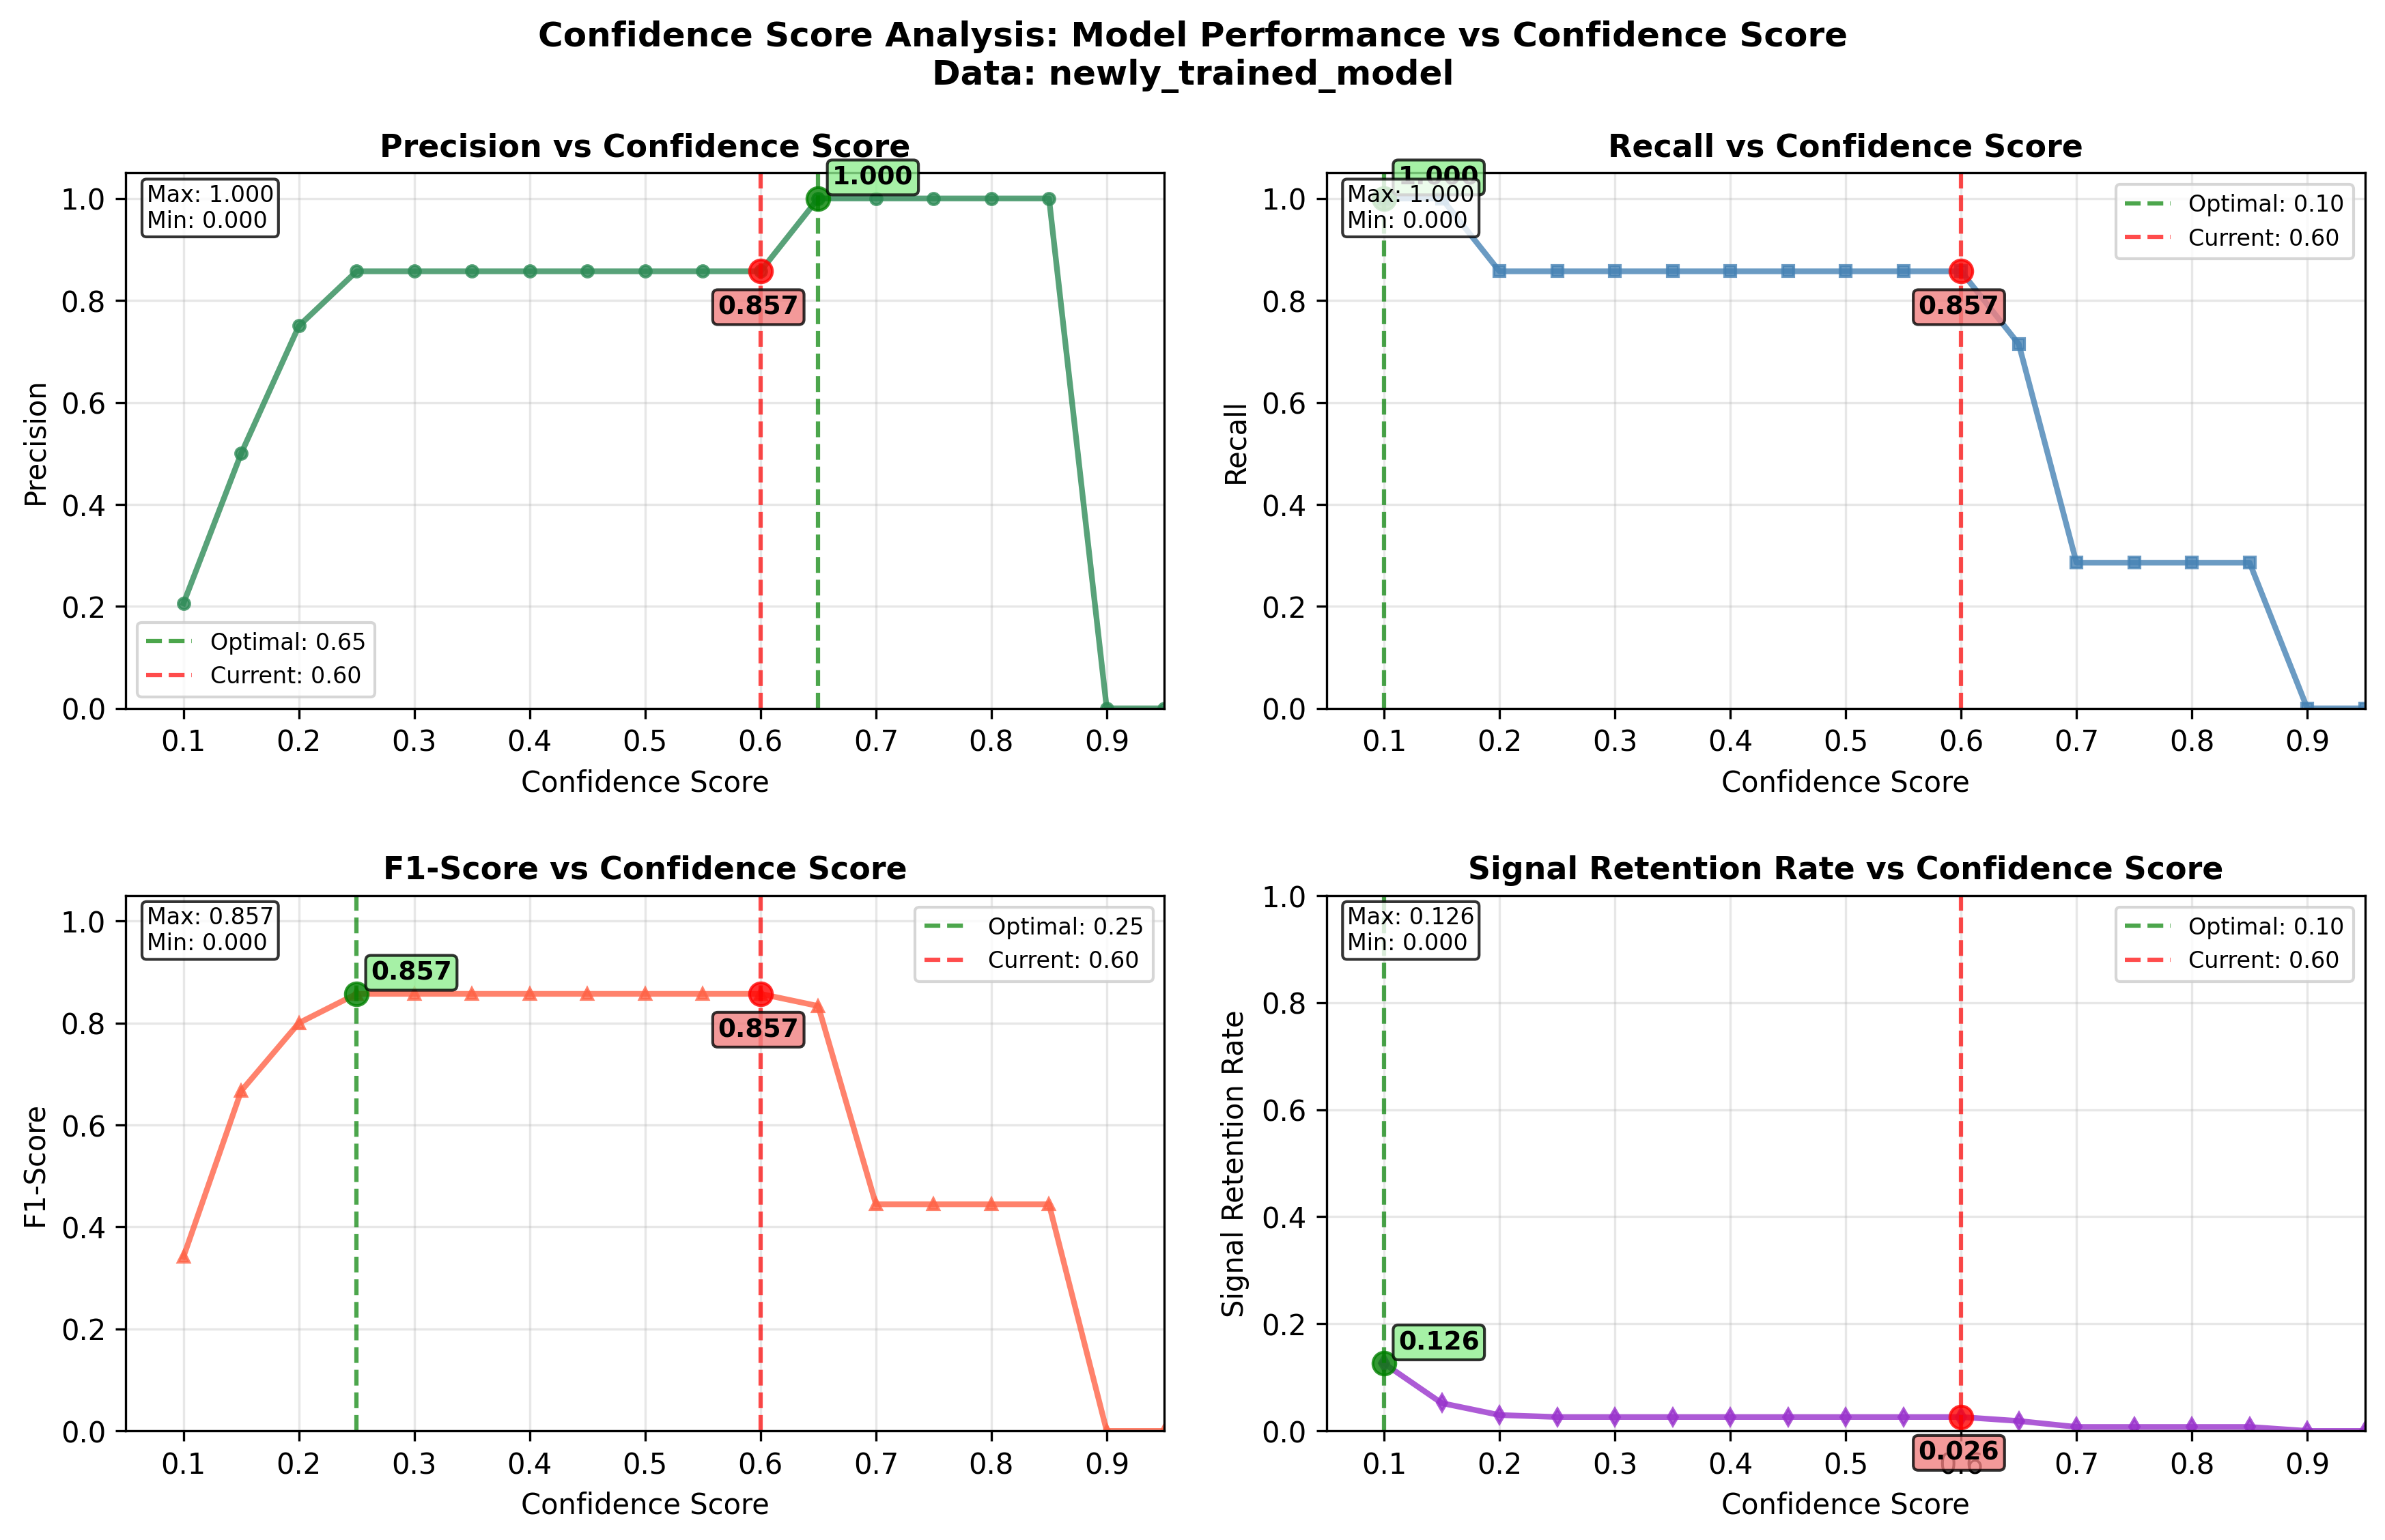 Confidence Score Analysis: Model Performance vs Confidence Score
Data: newly_trained_model
Precision vs Confidence Score
1.000
Max: 1.000
Min: 0.000
0.857
Optimal: 0.65
Current: 0.60
Precision
1.0
0.8
0.6
0.4
0.2
0.0
0.1 0.2 0.3 0.4 0.5 0.6 0.7 0.8 0.9
Confidence Score
Recall vs Confidence Score
1.000
Max: 1.000
Min: 0.000
Optimal: 0.10
Current: 0.60
0.857
Recall
1.0
0.8
0.6
0.4
0.2
0.0
0.1 0.2 0.3 0.4 0.5 0.6 0.7 0.8 0.9
Confidence Score
F1-Score vs Confidence Score
Max: 0.857
Min: 0.000
Optimal: 0.25
Current: 0.60
0.857
0.857
F1-Score
1.0
0.8
0.6
0.4
0.2
0.0
0.1 0.2 0.3 0.4 0.5 0.6 0.7 0.8 0.9
Confidence Score
Signal Retention Rate vs Confidence Score
Max: 0.126
Min: 0.000
Optimal: 0.10
Current: 0.60
0.126
0.026
Signal Retention Rate
1.0
0.8
0.6
0.4
0.2
0.0
0.1 0.2 0.3 0.4 0.5 0.6 0.7 0.8 0.9
Confidence Score